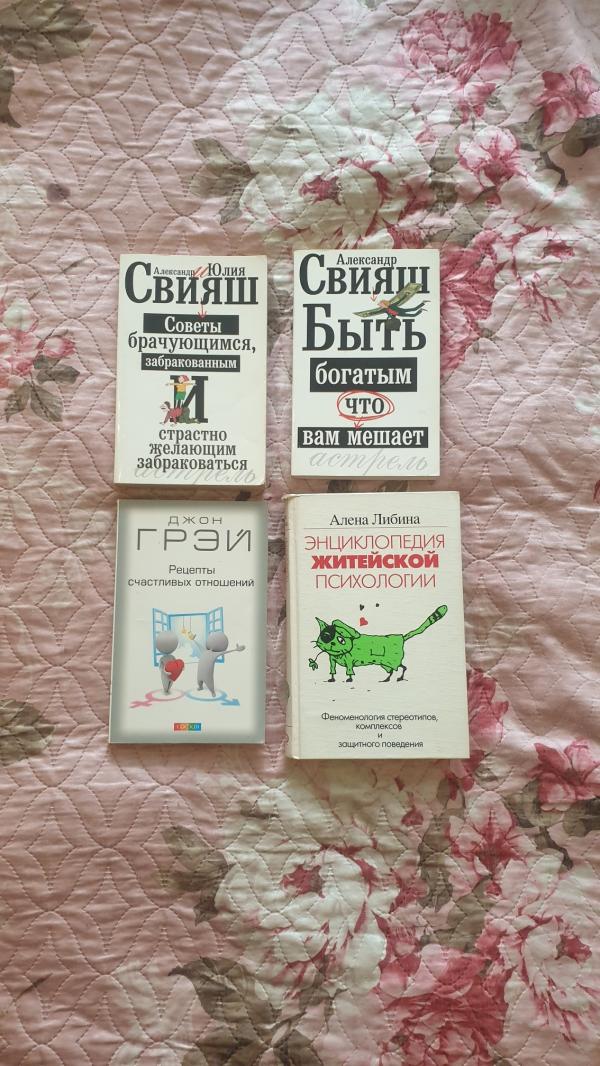 Александр и Юлия
СВИЯШ
Советы
брачующимся,
забракованным
И
страстно
желающим
забраковаться
астрель
Александр
СВИЯШ
БЫТЬ
богатым
что
вам мешает
астрель
ДЖОН
ГРЭЙ
Рецепты
счастливых отношений
Алена Либина
ЭНЦИКЛОПЕДИЯ
ЖИТЕЙСКОЙ
ПСИХОЛОГИИ
Феноменология стереотипов,
комплексов
и
защитного поведения